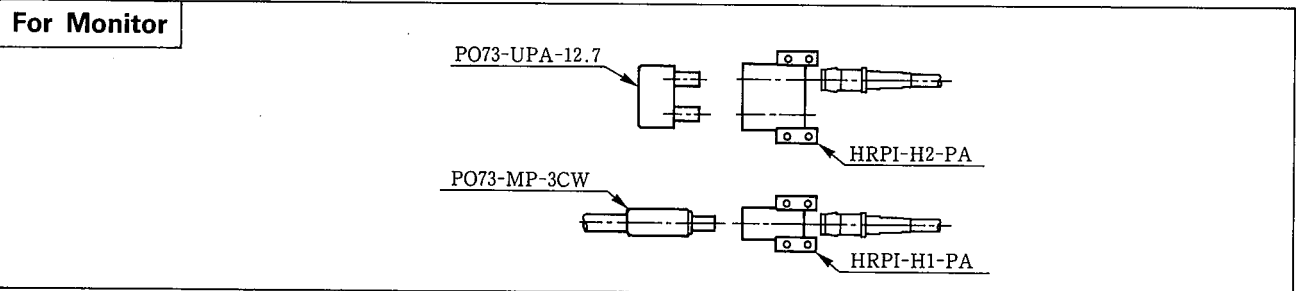 For Monitor
PO73-UPA-12.7
HRPI-H2-PA
PO73-MP-3CW
HRPI-H1-PA